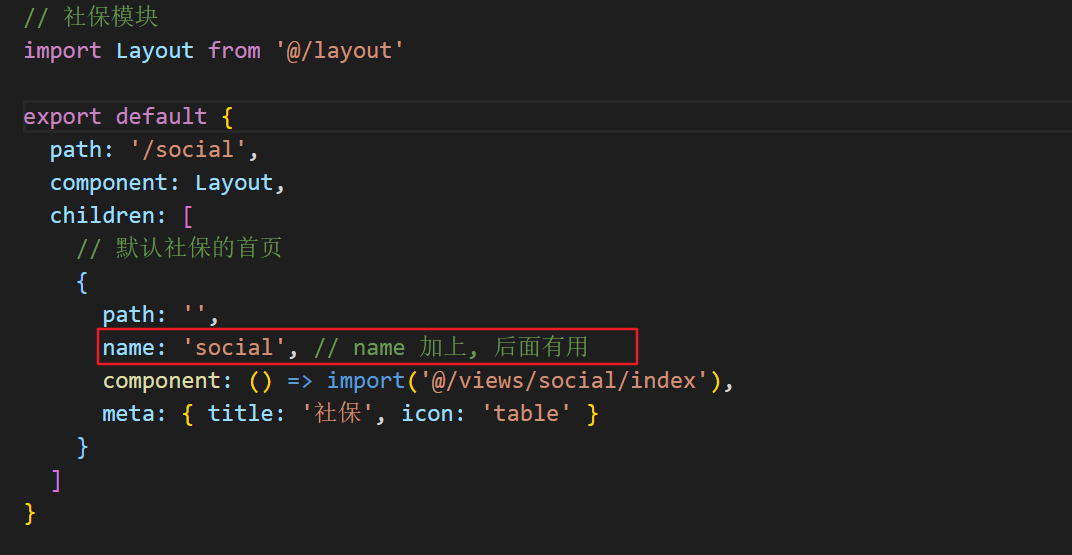 // 社保模块
import Layout from '@/layout'
export default {
path: '/social',
component: Layout,
children: [
// 默认社保的首页
{
path: '',
name: 'social', // name 加上, 后面有用
component: () => import('@/views/social/index'),
meta: { title: '社保', icon: 'table' }
}
]
}